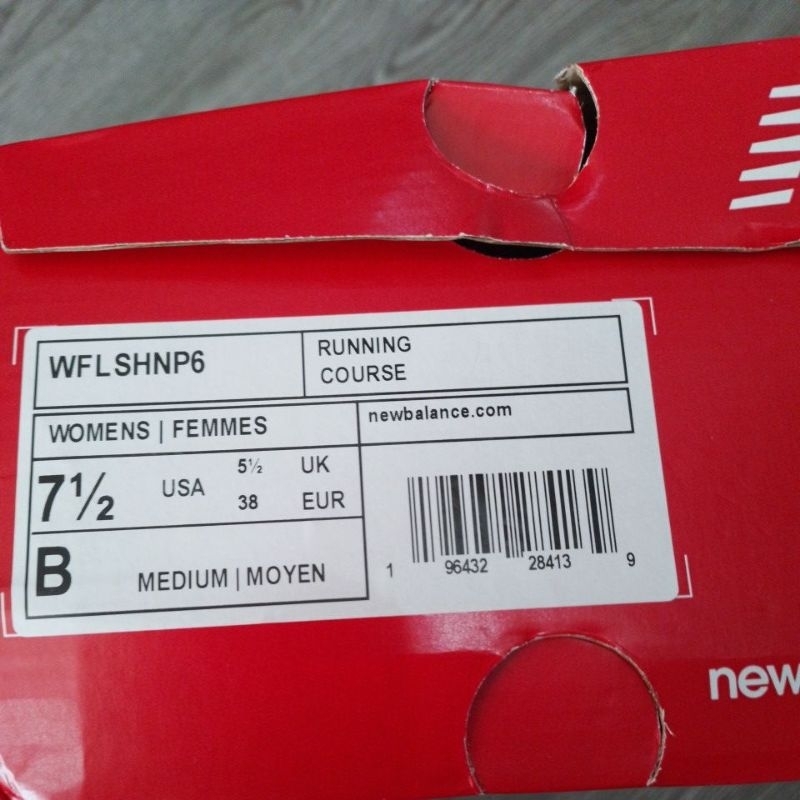 WFLSHNP6
RUNNING
COURSE
WOMENS | FEMMES
newbalance.com
7½ USA 5½ UK
38 EUR
B MEDIUM | MOYEN
1 96432 28413 9
new